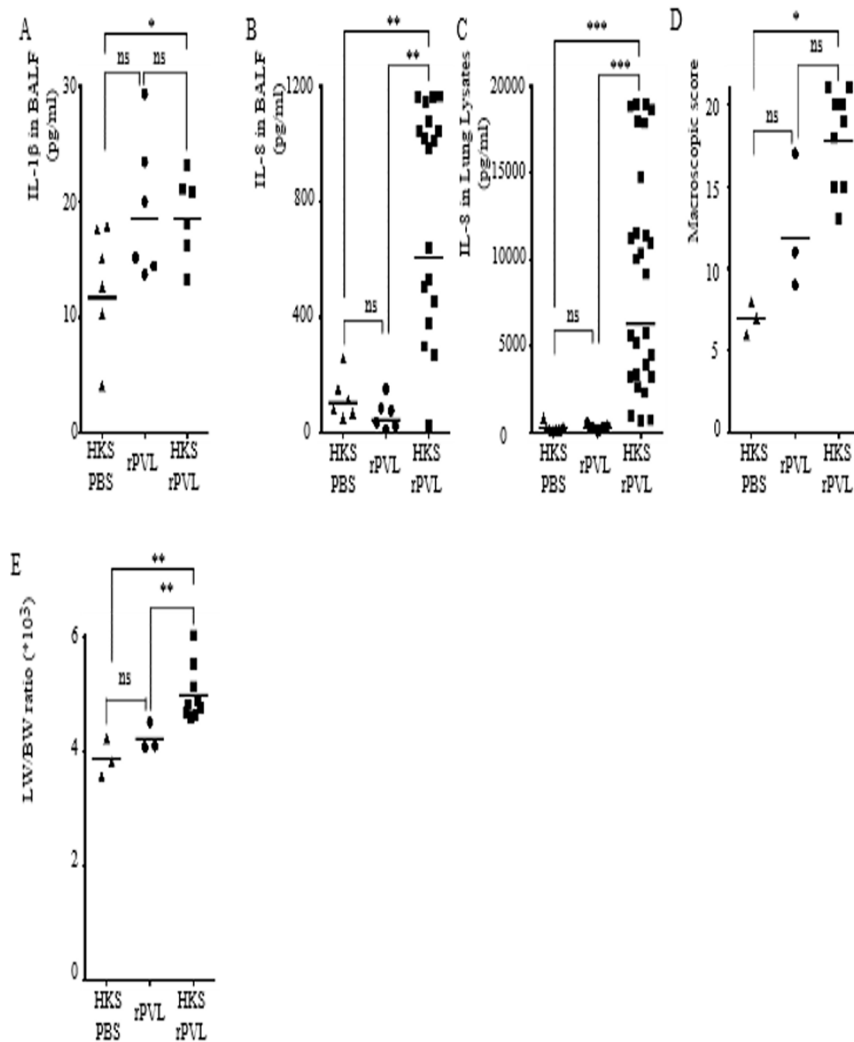 A
IL-1β in BALF
(pg/ml)
*
ns
ns
30
20
10
0
HKS
PBS
rPVL
HKS
rPVL
B
IL-8 in BALF
(pg/ml)
**
**
ns
1200
800
400
0
HKS
PBS
rPVL
HKS
rPVL
C
IL-8 in Lung Lysates
(pg/ml)
***
***
ns
20000
15000
10000
5000
0
HKS
PBS
rPVL
HKS
rPVL
D
Macroscopic score
*
ns
ns
20
15
10
5
0
HKS
PBS
rPVL
HKS
rPVL
E
LW/BW ratio (*10³)
**
**
ns
6
4
2
0
HKS
PBS
rPVL
HKS
rPVL